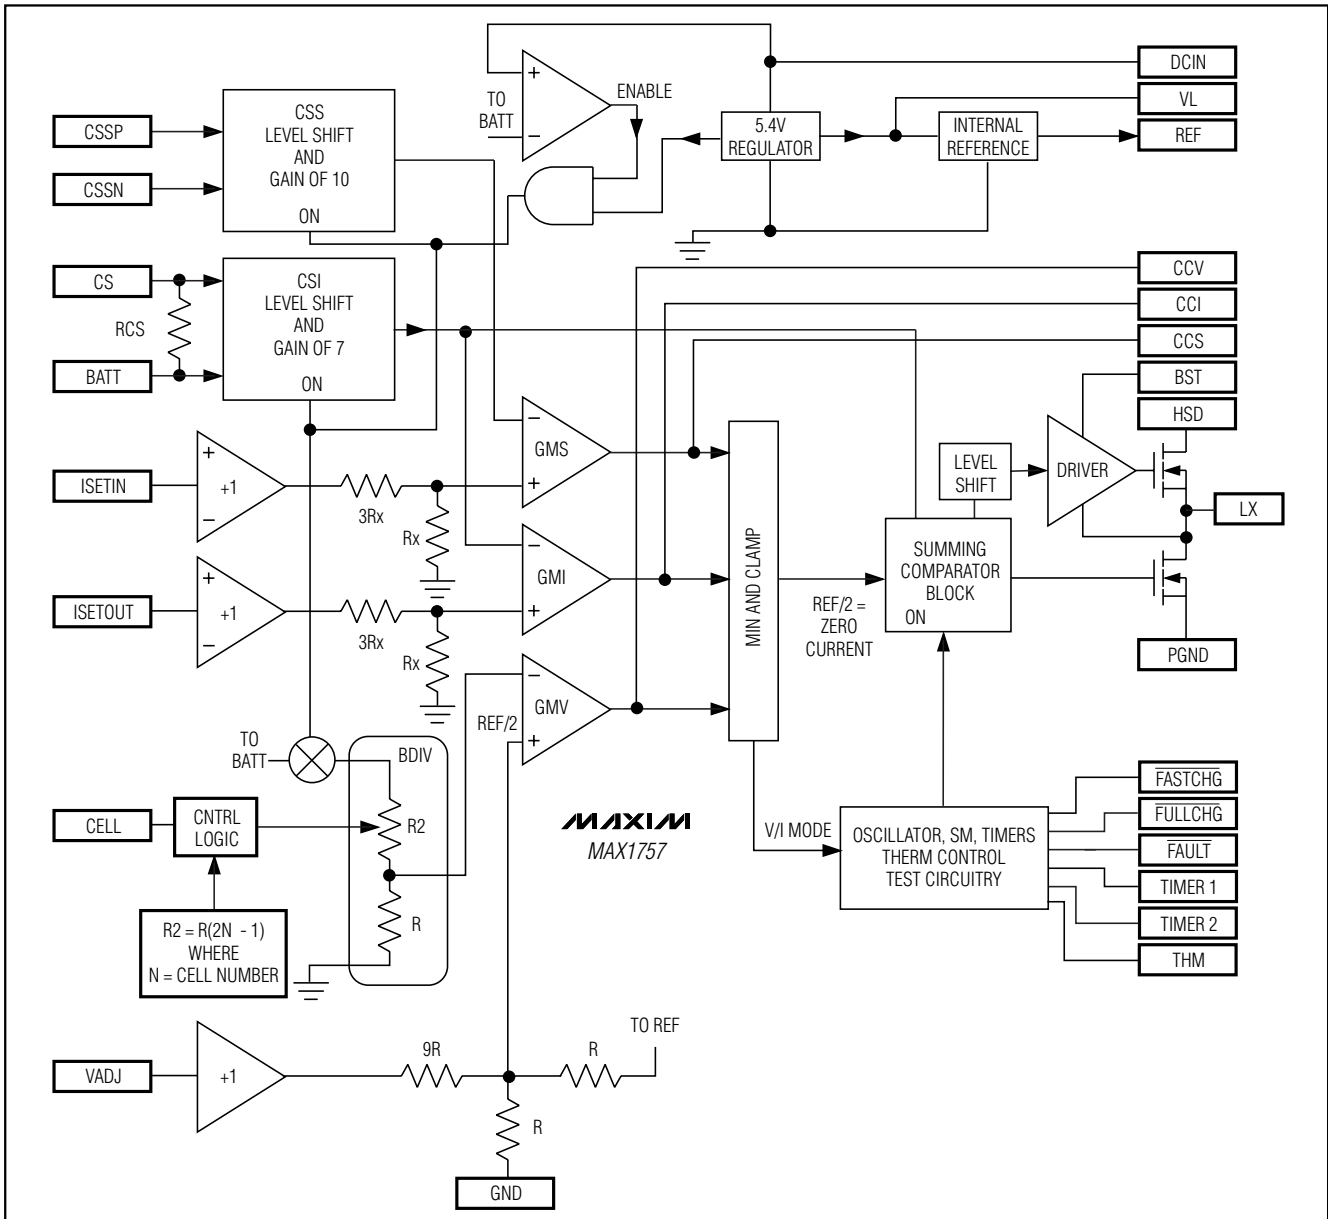 DCIN
VL
REF
TO
BATT
+
−
ENABLE
5.4V
REGULATOR
INTERNAL
REFERENCE
CSSP
CSSN
CSS
LEVEL SHIFT
AND
GAIN OF 10
ON
CS
RCS
BATT
CSI
LEVEL SHIFT
AND
GAIN OF 7
ON
CCV
CCI
CCS
BST
HSD
LX
PGND
ISETIN
+
+1
−
3Rx
Rx
ISETOUT
+
+1
−
3Rx
Rx
−
GMS
+
−
GMI
+
−
GMV
+
REF/2
MIN AND CLAMP
REF/2 =
ZERO
CURRENT
LEVEL
SHIFT
DRIVER
SUMMING
COMPARATOR
BLOCK
ON
TO
BATT
BDIV
R2
R
CELL
CNTRL
LOGIC
R2 = R(2N - 1)
WHERE
N = CELL NUMBER
MAXIM
MAX1757
V/I MODE
OSCILLATOR, SM, TIMERS
THERM CONTROL
TEST CIRCUITRY
FASTCHG
FULLCHG
FAULT
TIMER 1
TIMER 2
THM
VADJ
+1
9R
R
TO REF
R
GND